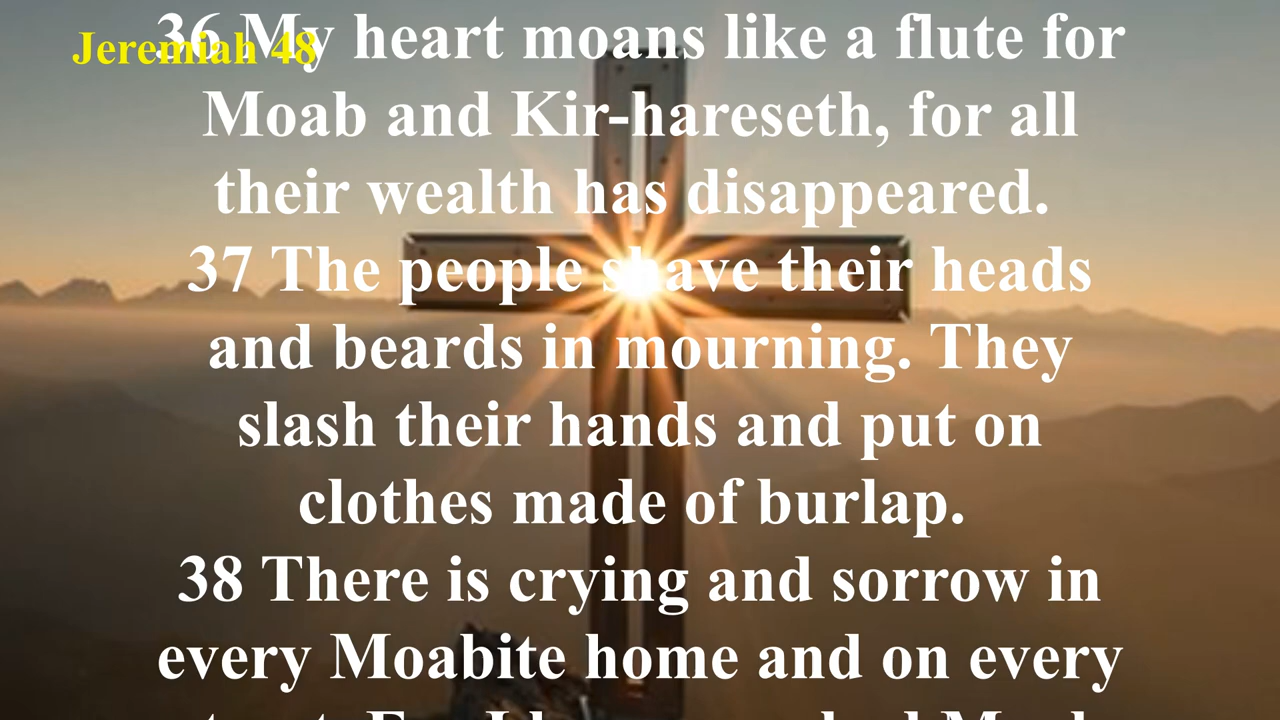 Jeremiah 48
36 My heart moans like a flute for
Moab and Kir-hareseth, for all
their wealth has disappeared.
37 The people shave their heads
and beards in mourning. They
slash their hands and put on
clothes made of burlap.
38 There is crying and sorrow in
every Moabite home and on every